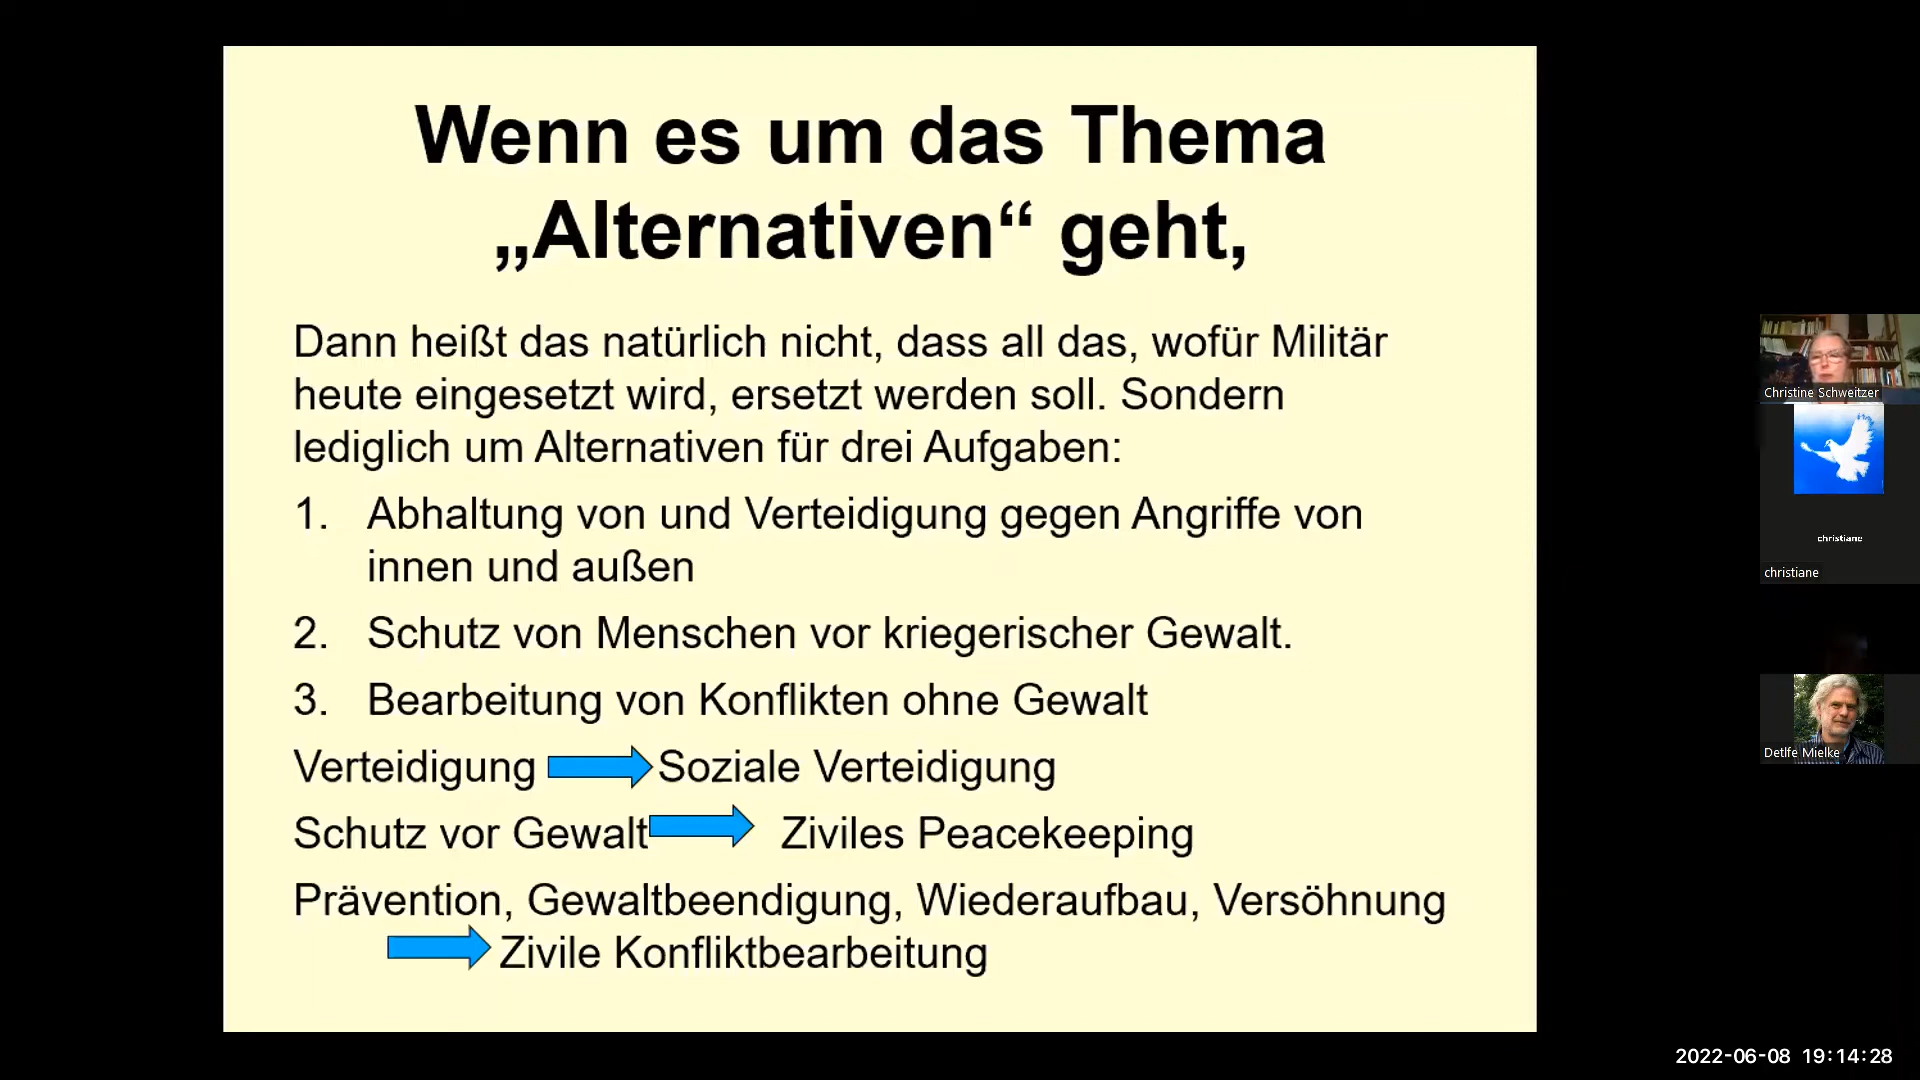 Wenn es um das Thema
„Alternativen“ geht,
Dann heißt das natürlich nicht, dass all das, wofür Militär
heute eingesetzt wird, ersetzt werden soll. Sondern
lediglich um Alternativen für drei Aufgaben:
1. Abhaltung von und Verteidigung gegen Angriffe von
innen und außen
2. Schutz von Menschen vor kriegerischer Gewalt.
3. Bearbeitung von Konflikten ohne Gewalt
Verteidigung Soziale Verteidigung
Schutz vor Gewalt Ziviles Peacekeeping
Prävention, Gewaltbeendigung, Wiederaufbau, Versöhnung
Zivile Konfliktbearbeitung
Christine Schweitzer
christiane
christiane
Detlfe Mielke
2022-06-08 19:14:28